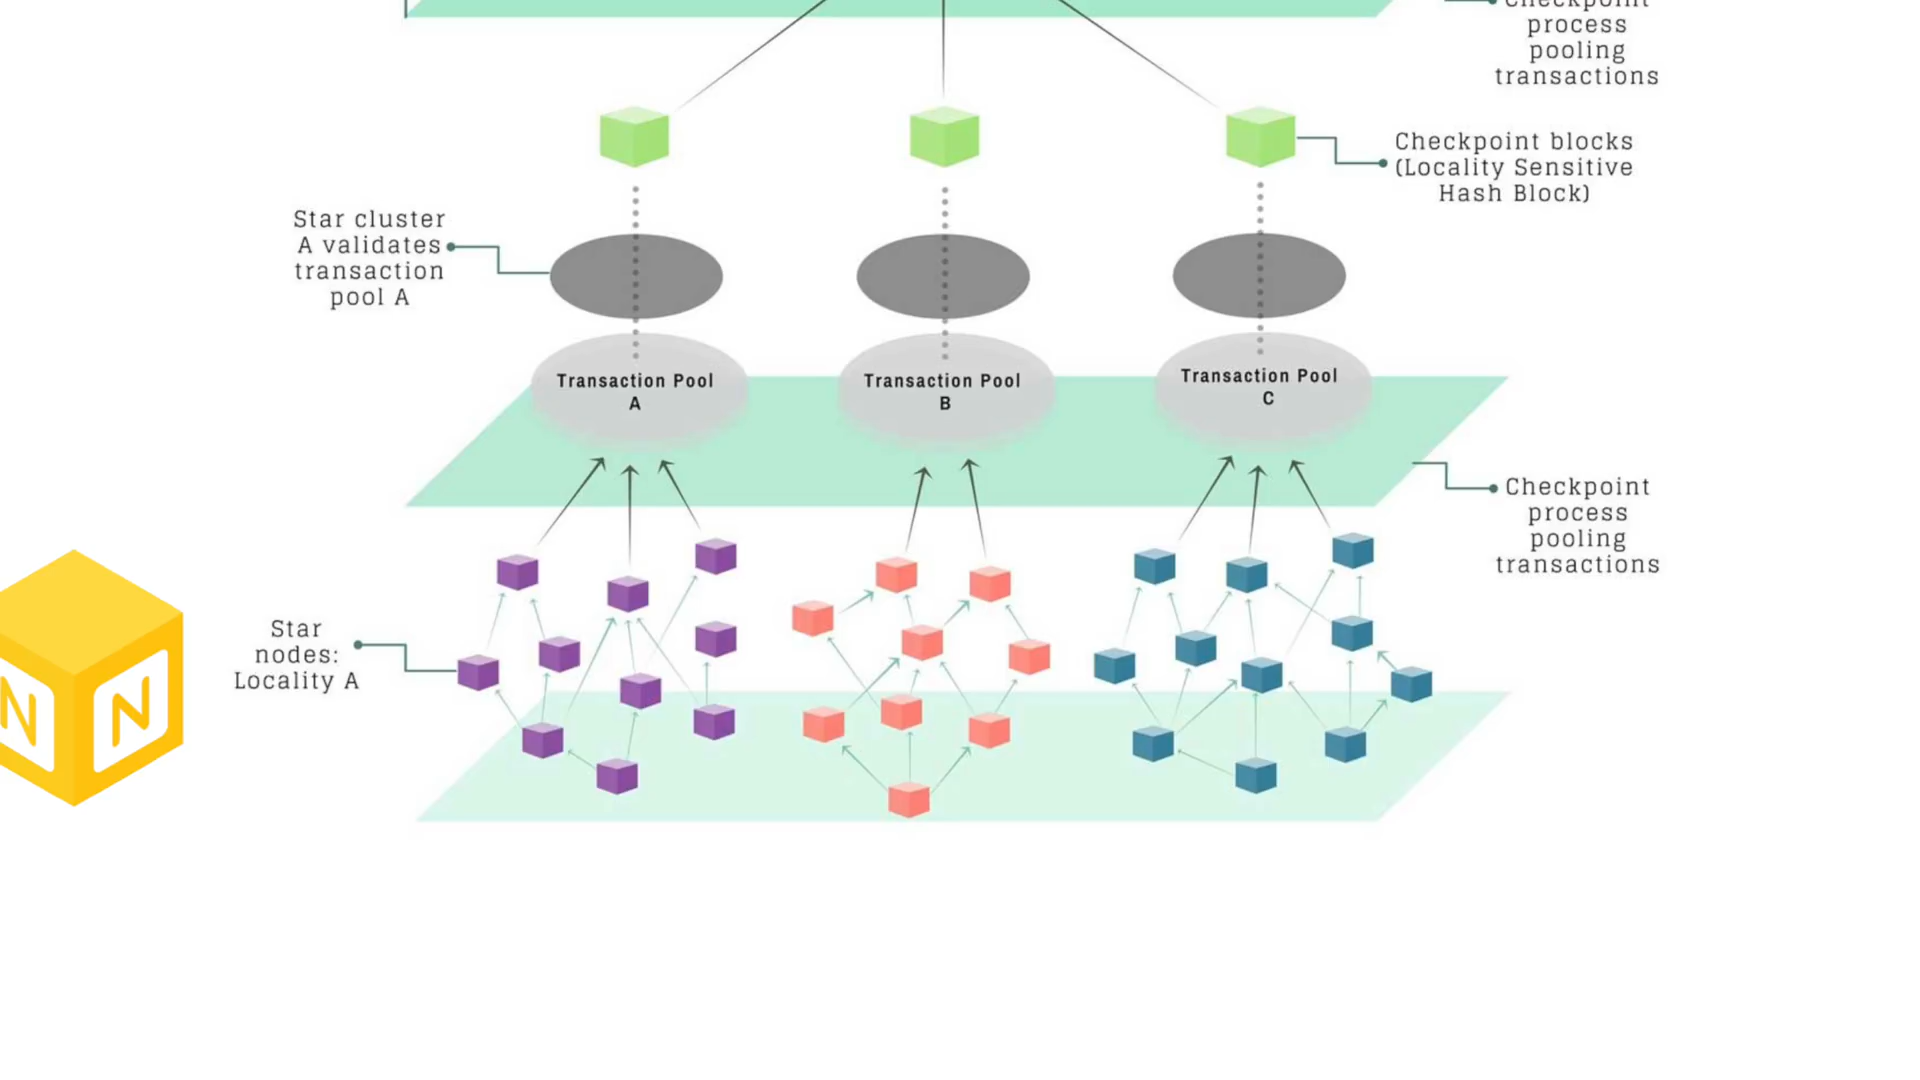 Checkpoint
process
pooling
transactions
Checkpoint blocks
(Locality Sensitive
Hash Block)
Star cluster
A validates
transaction
pool A
Transaction Pool
A
Transaction Pool
B
Transaction Pool
C
Checkpoint
process
pooling
transactions
Star
nodes:
Locality A
N N